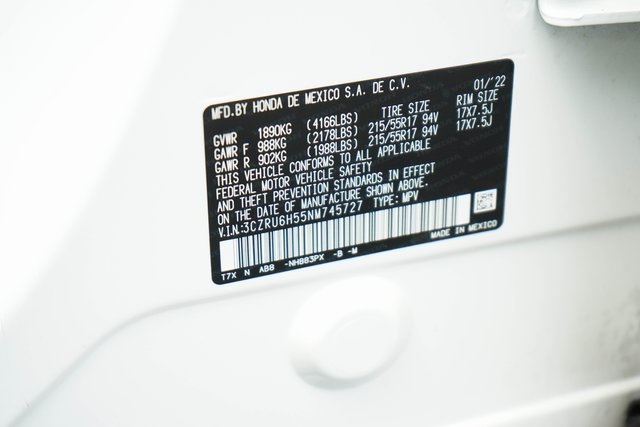 MFD.BY HONDA DE MEXICO S.A. DE C.V. 01/'22
TIRE SIZE RIM SIZE
GVWR 1890KG (4166LBS)
GAWR F 988KG (2178LBS) 215/55R17 94V 17X7.5J
GAWR R 902KG (1988LBS) 215/55R17 94V 17X7.5J
THIS VEHICLE CONFORMS TO ALL APPLICABLE
FEDERAL MOTOR VEHICLE SAFETY
AND THEFT PREVENTION STANDARDS IN EFFECT
ON THE DATE OF MANUFACTURE SHOWN ABOVE.
V.I.N:3CZRU6H55NM745727 TYPE: MPV
T7X N AB8 -NH883PX -B -M MADE IN MEXICO